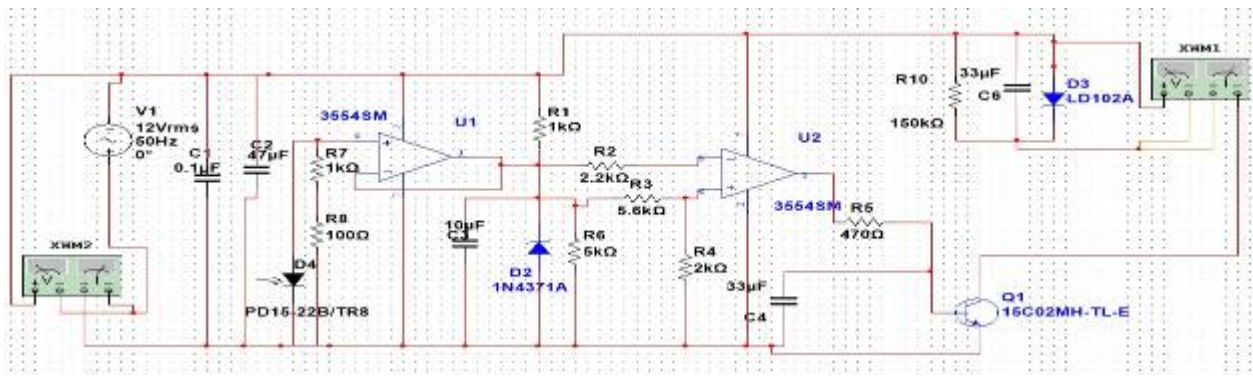 V1
12Vrms
50Hz
0°
C1
0.1µF
C2
47µF
XWM2
R7
1kΩ
R8
100Ω
D4
PD15-22B/TR8
3554SM
U1
R1
1kΩ
R2
2.2kΩ
R3
5.6kΩ
10µF
C3
D2
1N4371A
R6
5kΩ
R4
2kΩ
U2
3554SM
R5
470Ω
33µF
C4
Q1
15C02MH-TL-E
R10
150kΩ
33µF
C6
D3
LD102A
XWM1